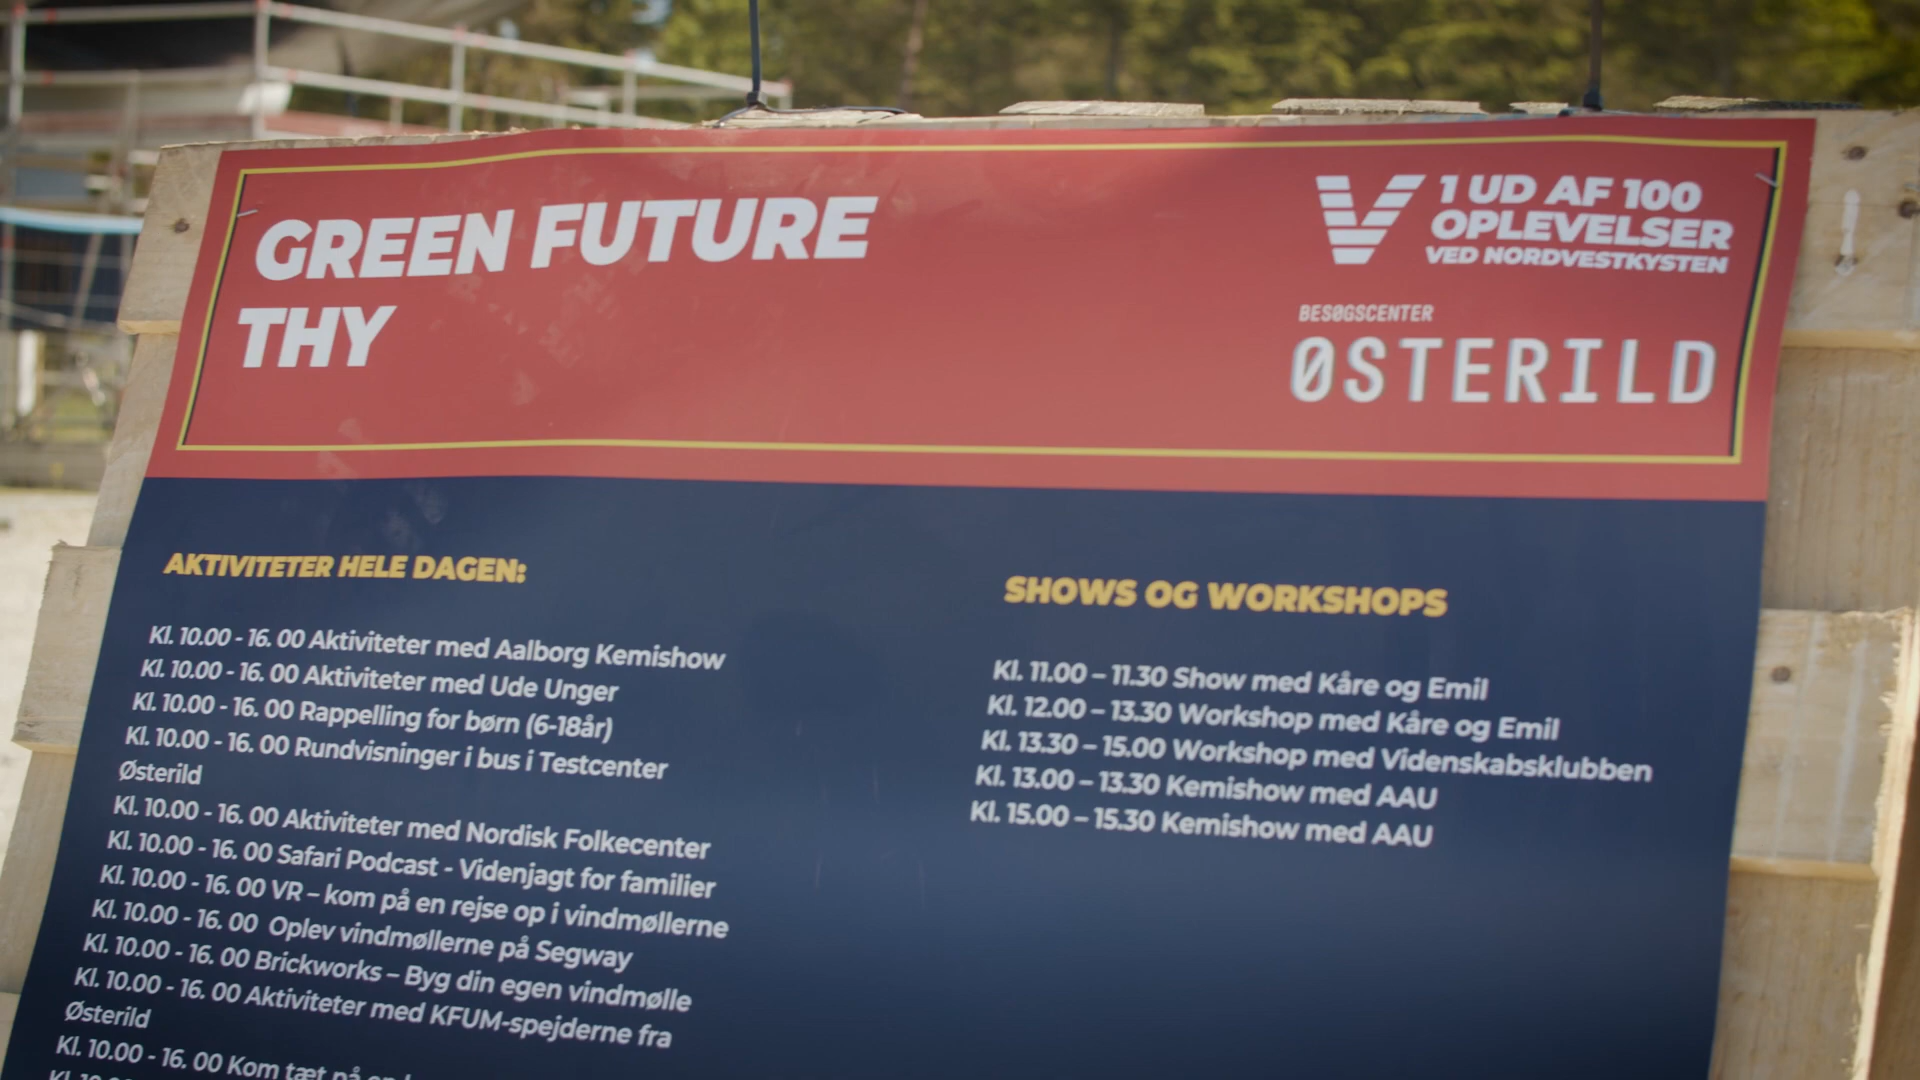 GREEN FUTURE
THY
1 UD AF 100
OPLEVELSER
VED NORDVESTKYSTEN
BESØGSCENTER
ØSTERILD
AKTIVITETER HELE DAGEN:
Kl. 10.00 - 16. 00 Aktiviteter med Aalborg Kemishow
Kl. 10.00 - 16. 00 Aktiviteter med Ude Unger
Kl. 10.00 - 16. 00 Rappelling for børn (6-18år)
Kl. 10.00 - 16. 00 Rundvisninger i bus i Testcenter
Østerild
Kl. 10.00 - 16. 00 Aktiviteter med Nordisk Folkecenter
Kl. 10.00 - 16. 00 Safari Podcast - Videnjagt for familier
Kl. 10.00 - 16. 00 VR – kom på en rejse op i vindmøllerne
Kl. 10.00 - 16. 00 Oplev vindmøllerne på Segway
Kl. 10.00 - 16. 00 Brickworks – Byg din egen vindmølle
Kl. 10.00 - 16. 00 Aktiviteter med KFUM-spejderne fra
Østerild
Kl. 10.00 - 16. 00 Kom tæt på
SHOWS OG WORKSHOPS
Kl. 11.00 – 11.30 Show med Kåre og Emil
Kl. 12.00 – 13.30 Workshop med Kåre og Emil
Kl. 13.30 – 15.00 Workshop med Videnskabsklubben
Kl. 13.00 – 13.30 Kemishow med AAU
Kl. 15.00 – 15.30 Kemishow med AAU